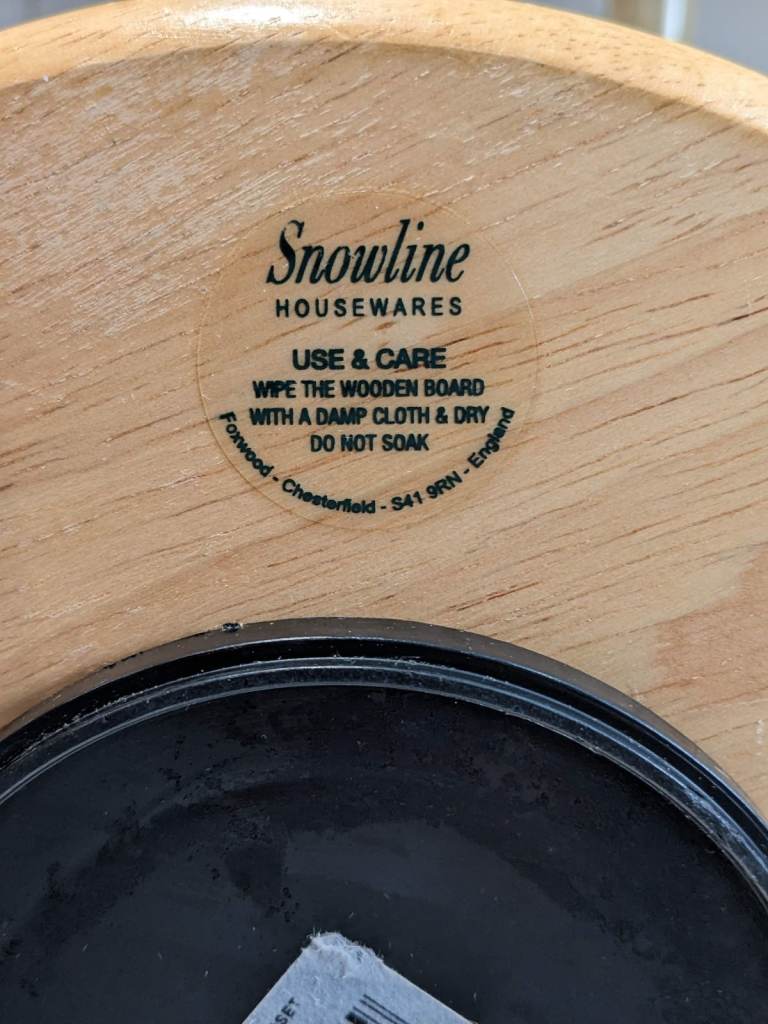 Snowline
HOUSEWARES
USE & CARE
WIPE THE WOODEN BOARD
WITH A DAMP CLOTH & DRY
DO NOT SOAK
Foxwood - Chesterfield - S41 9RN - England
SET